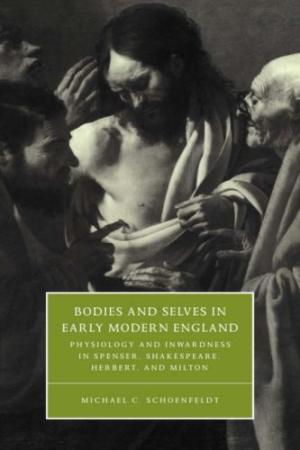 BODIES AND SELVES IN
EARLY MODERN ENGLAND
PHYSIOLOGY AND INWARDNESS
IN SPENSER, SHAKESPEARE,
HERBERT, AND MILTON
MICHAEL C. SCHOENFELDT